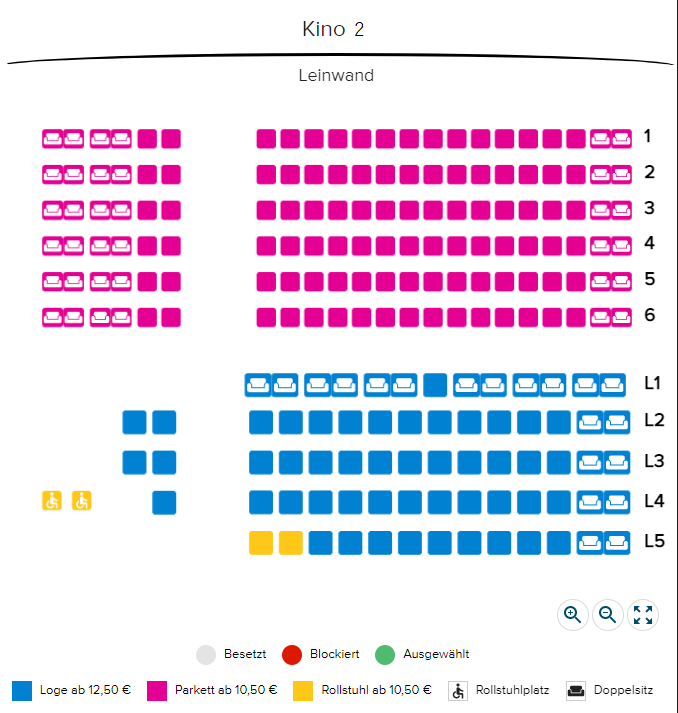 Kino 2
Leinwand
1
2
3
4
5
6
L1
L2
L3
L4
L5
Besetzt Blockiert Ausgewählt
Loge ab 12,50 € Parkett ab 10,50 € Rollstuhl ab 10,50 € Rollstuhlplatz Doppelsitz